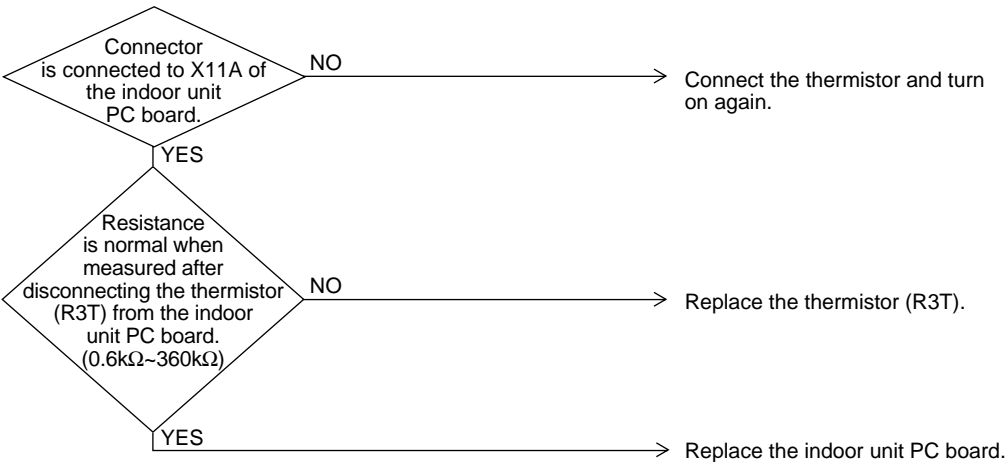 Connector
is connected to X11A of
the indoor unit
PC board.
NO
Connect the thermistor and turn
on again.
YES
Resistance
is normal when
measured after
disconnecting the thermistor
(R3T) from the indoor
unit PC board.
(0.6kΩ~360kΩ)
NO
Replace the thermistor (R3T).
YES
Replace the indoor unit PC board.